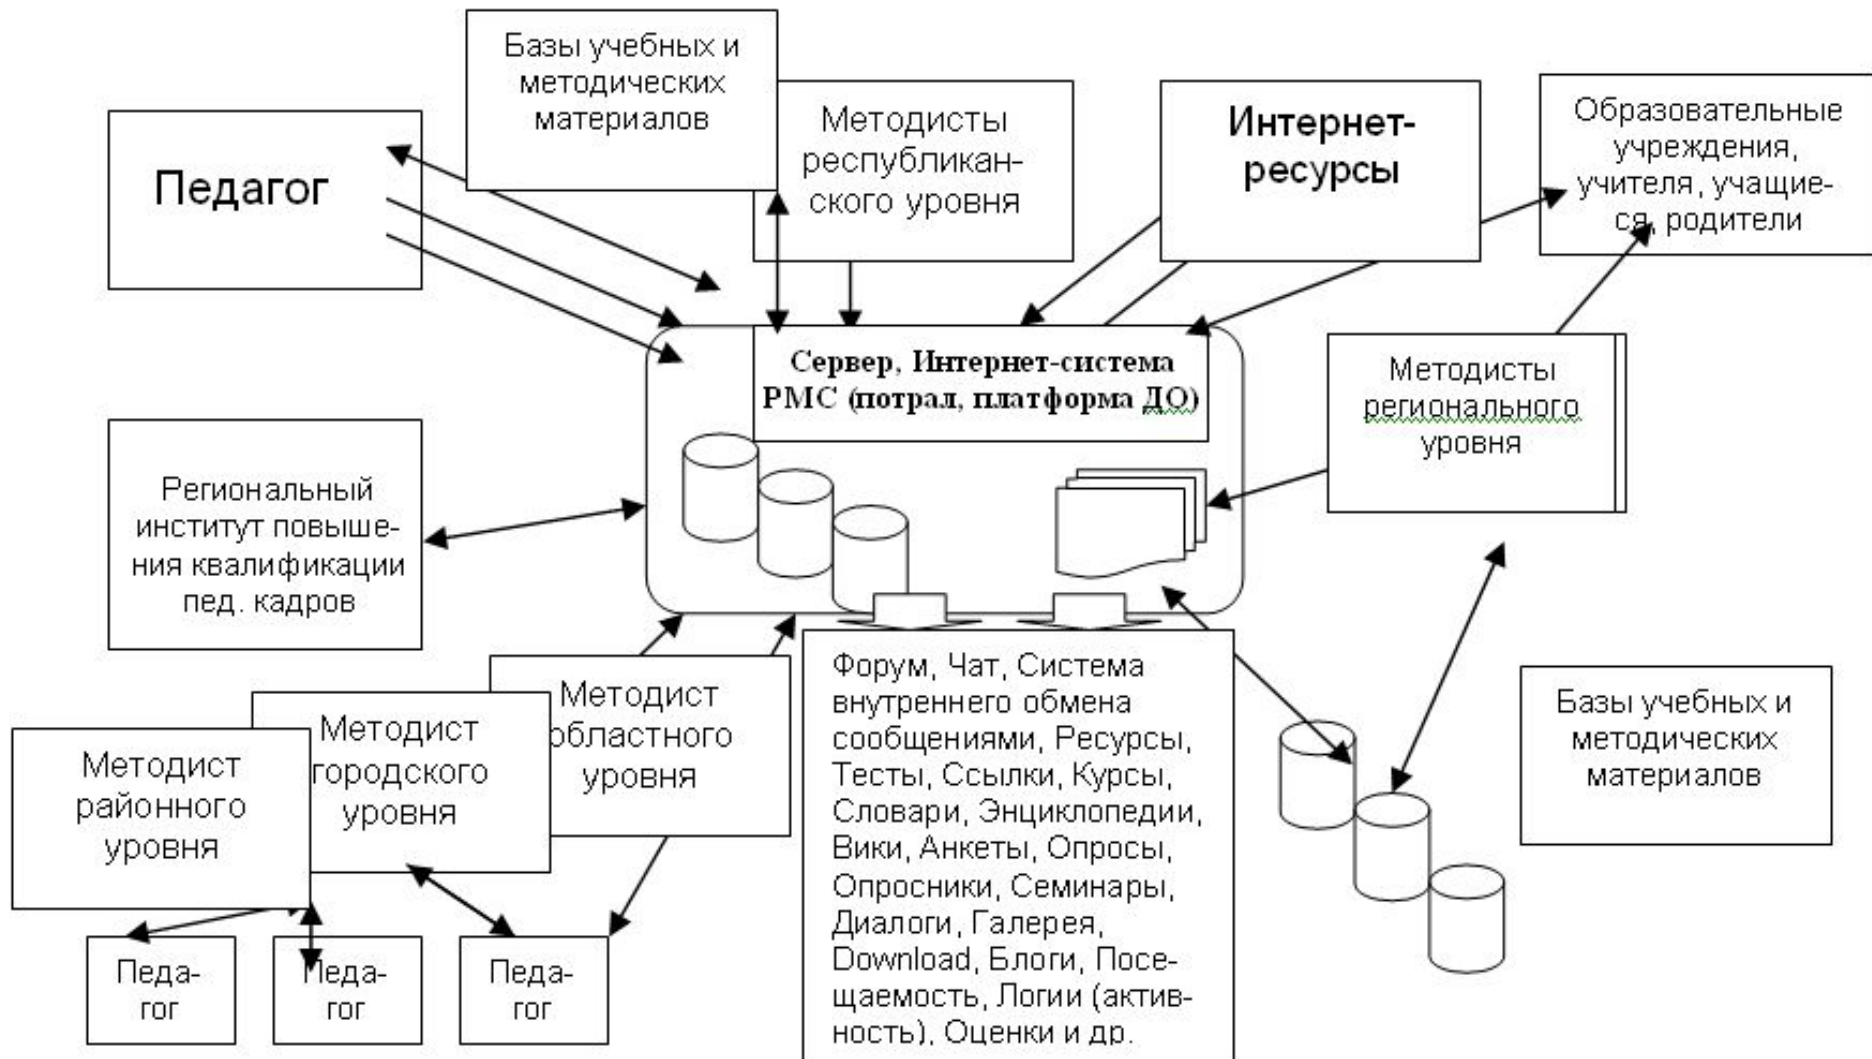 Базы учебных и
методических
материалов
Педагог
Методисты
республикан-
ского уровня
Интернет-
ресурсы
Образовательные
учреждения,
учителя, учащие-
ся, родители
Сервер, Интернет-система
РМС (потрал, платформа ДО)
Методисты
регионального
уровня
Региональный
институт повыше-
ния квалификации
пед. кадров
Методист
областного
уровня
Методист
городского
уровня
Методист
районного
уровня
Форум, Чат, Система
внутреннего обмена
сообщениями, Ресурсы,
Тесты, Ссылки, Курсы,
Словари, Энциклопедии,
Вики, Анкеты, Опросы,
Опросники, Семинары,
Диалоги, Галерея,
Download, Блоги, Посе-
щаемость, Логии (актив-
ность), Оценки и др.
Базы учебных и
методических
материалов
Педа-
гог
Педа-
гог
Педа-
гог